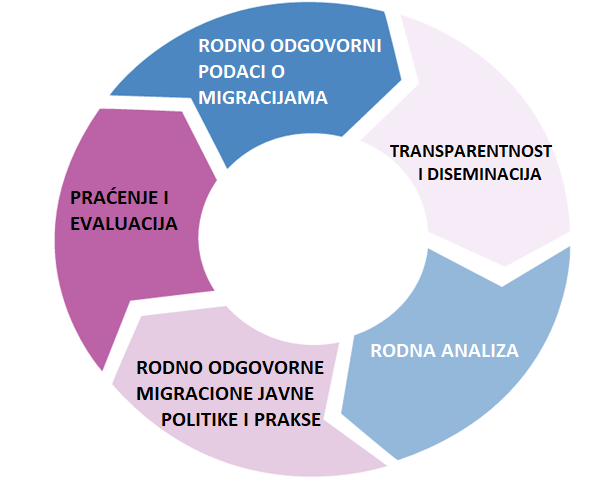 RODNO ODGOVORNI
PODACI O
MIGRACIJAMA
TRANSPARENTNOST
I DISEMINACIJA
RODNA ANALIZA
RODNO ODGOVORNE
MIGRACIONE JAVNE
POLITIKE I PRAKSE
PRAĆENJE I
EVALUACIJA